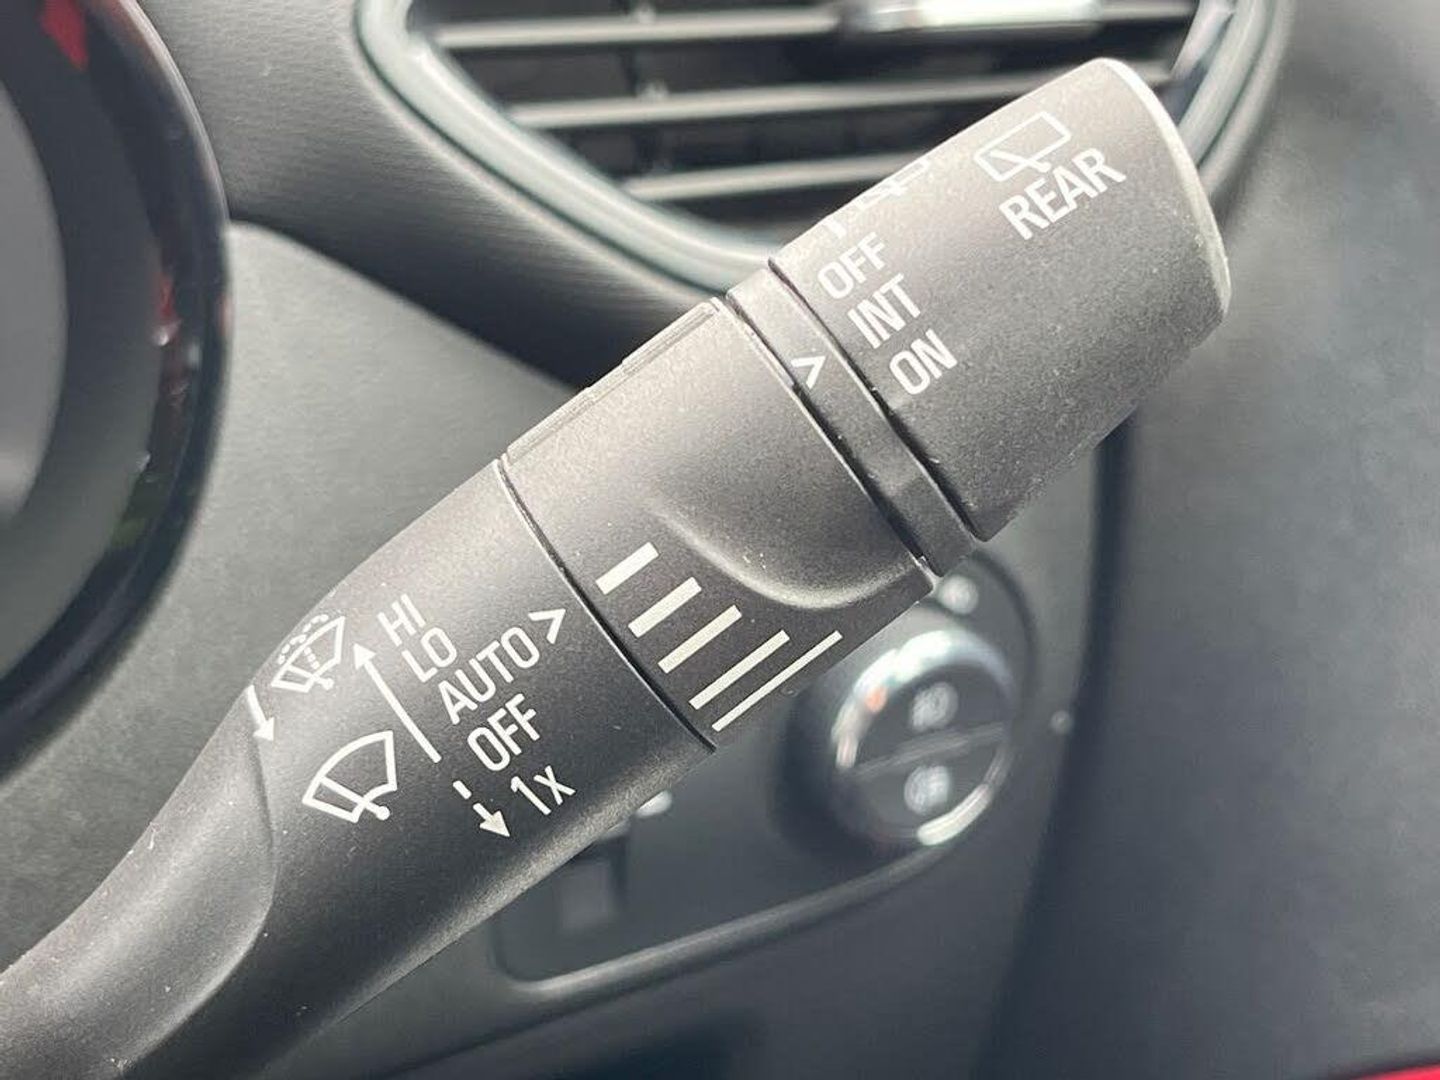 REAR
OFF
INT
ON
>
HI
LO
AUTO >
OFF
1x